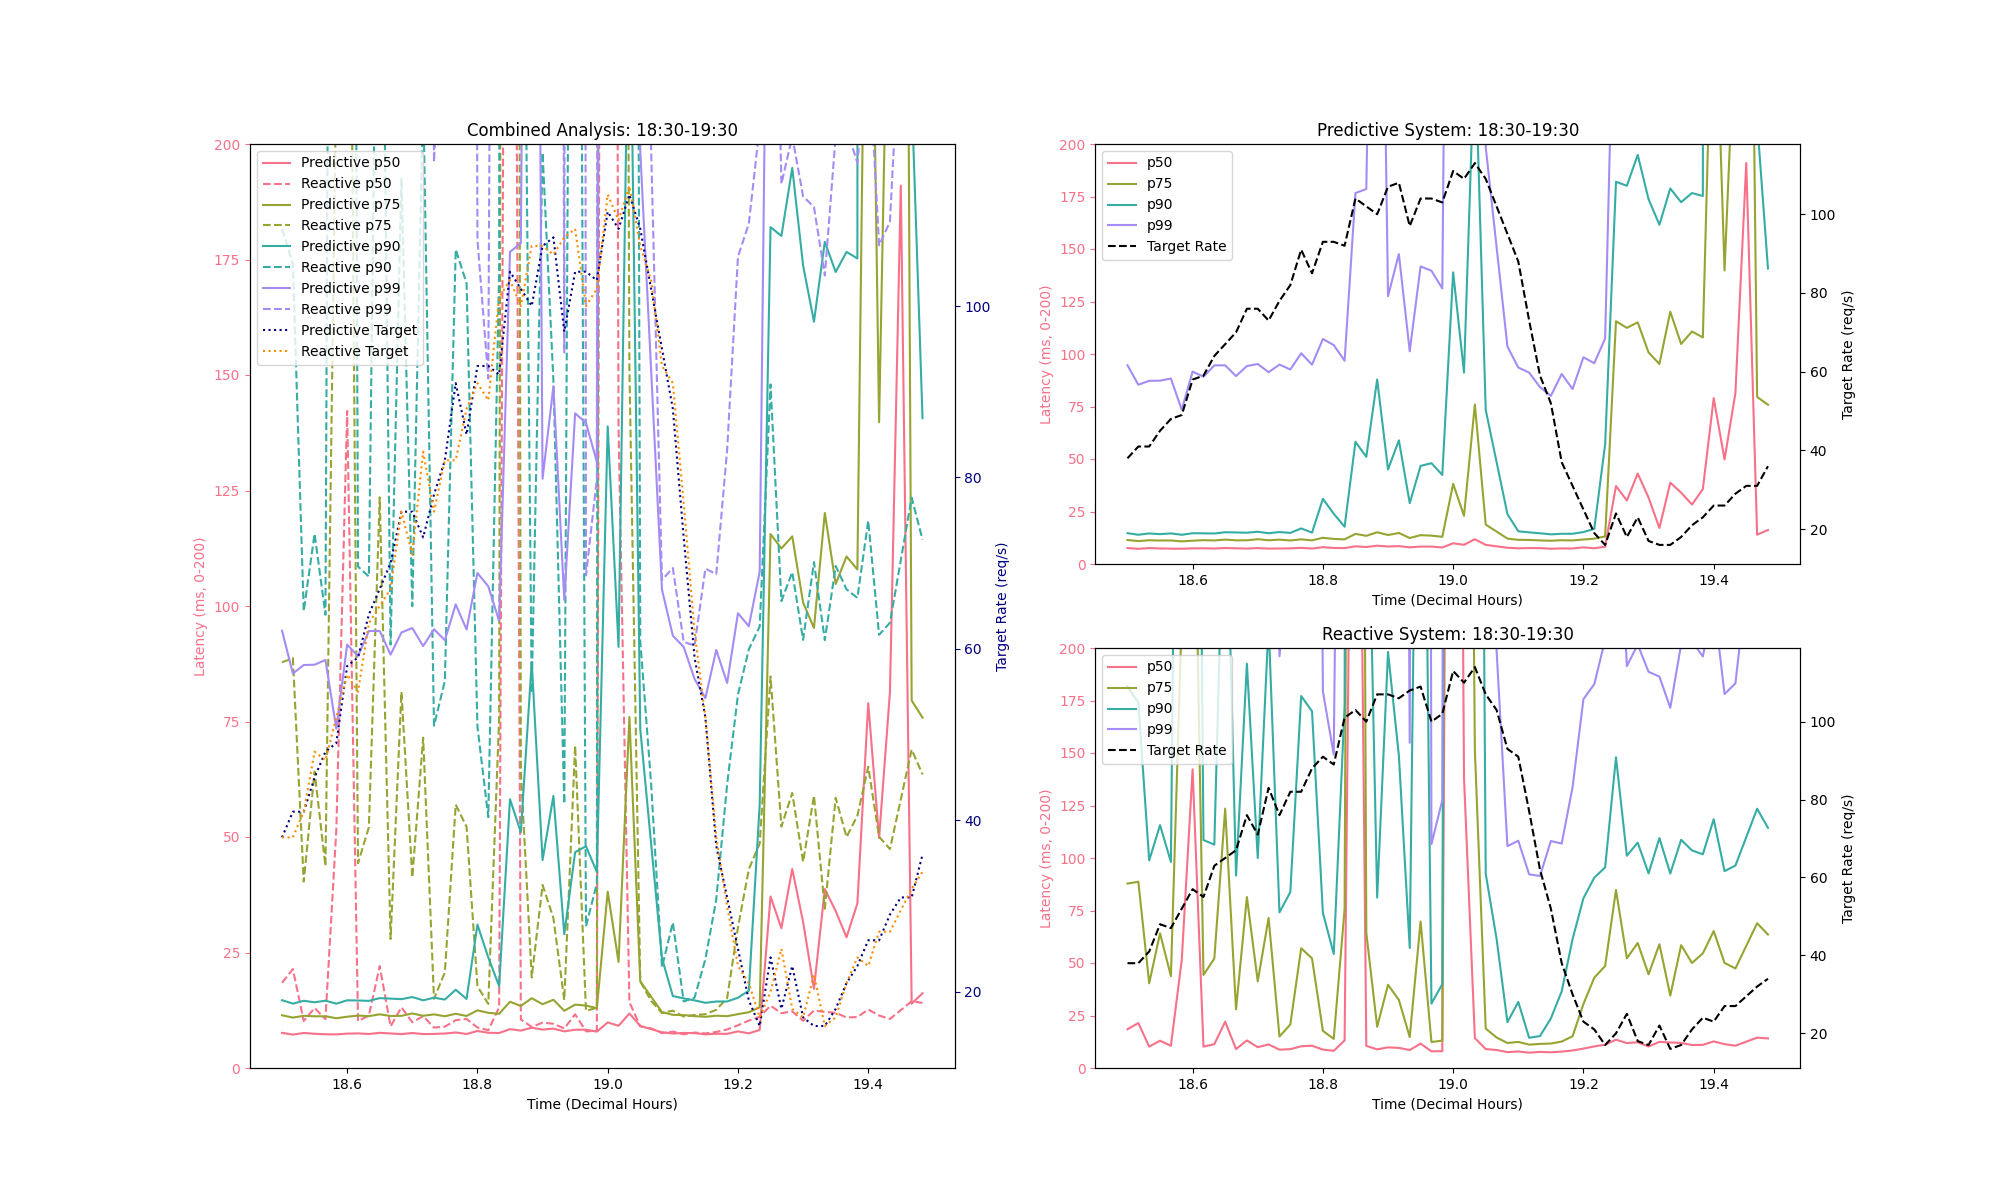 Combined Analysis: 18:30-19:30
Latency (ms, 0-200)
200
175
150
125
100
75
50
25
0
Predictive p50
Reactive p50
Predictive p75
Reactive p75
Predictive p90
Reactive p90
Predictive p99
Reactive p99
Predictive Target
Reactive Target
18.6 18.8 19.0 19.2 19.4
Time (Decimal Hours)
100
80
60
40
20
Target Rate (req/s)
Predictive System: 18:30-19:30
Latency (ms, 0-200)
200
175
150
125
100
75
50
25
0
p50
p75
p90
p99
Target Rate
18.6 18.8 19.0 19.2 19.4
Time (Decimal Hours)
100
80
60
40
20
Target Rate (req/s)
Reactive System: 18:30-19:30
Latency (ms, 0-200)
200
175
150
125
100
75
50
25
0
p50
p75
p90
p99
Target Rate
18.6 18.8 19.0 19.2 19.4
Time (Decimal Hours)
100
80
60
40
20
Target Rate (req/s)